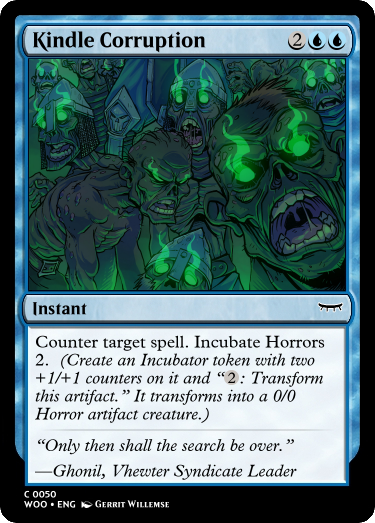 Kindle Corruption 2
Instant
Counter target spell. Incubate Horrors
2. (Create an Incubator token with two
+1/+1 counters on it and “2: Transform
this artifact.” It transforms into a 0/0
Horror artifact creature.)
“Only then shall the search be over.”
—Ghonil, Vhewter Syndicate Leader
C 0050
WOO • ENG Gerrit Willemse